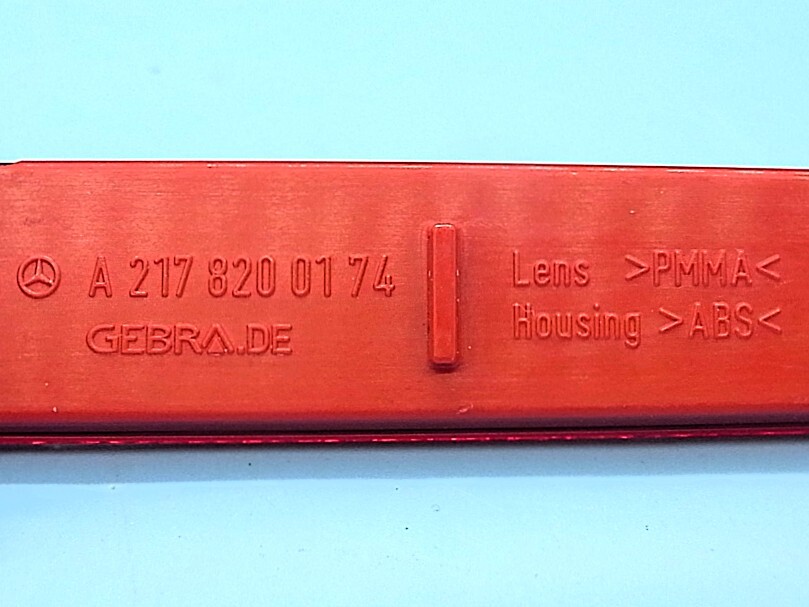 A 217 820 01 74
GEBRA.DE
Lens >PMMA<
Housing >ABS<